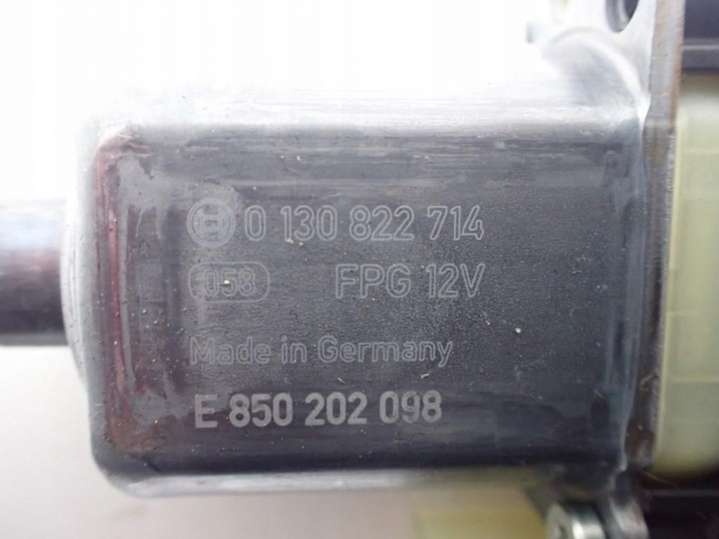 0 130 822 714
058 FPG 12V
Made in Germany
E 850 202 098